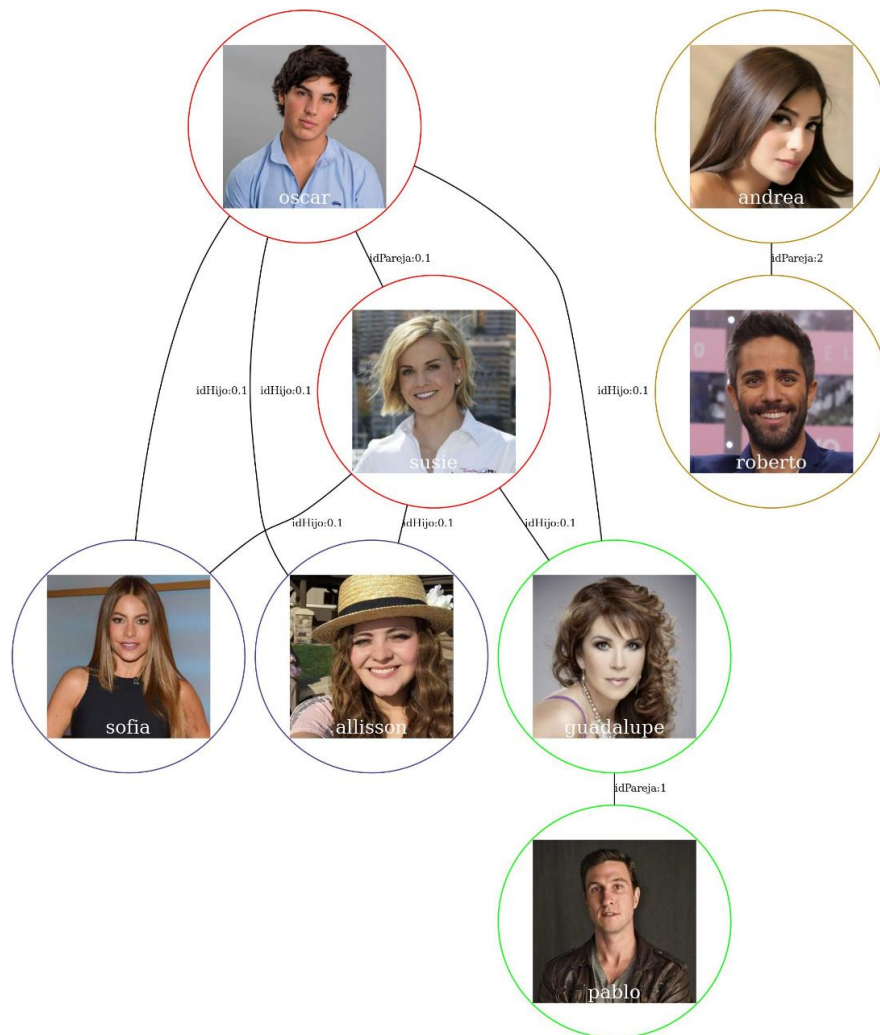 oscar
andrea
idPareja:0.1
idPareja:2
idHijo:0.1
idHijo:0.1
idHijo:0.1
susie
roberto
idHijo:0.1
idHijo:0.1
idHijo:0.1
sofia
allisson
guadalupe
idPareja:1
pablo